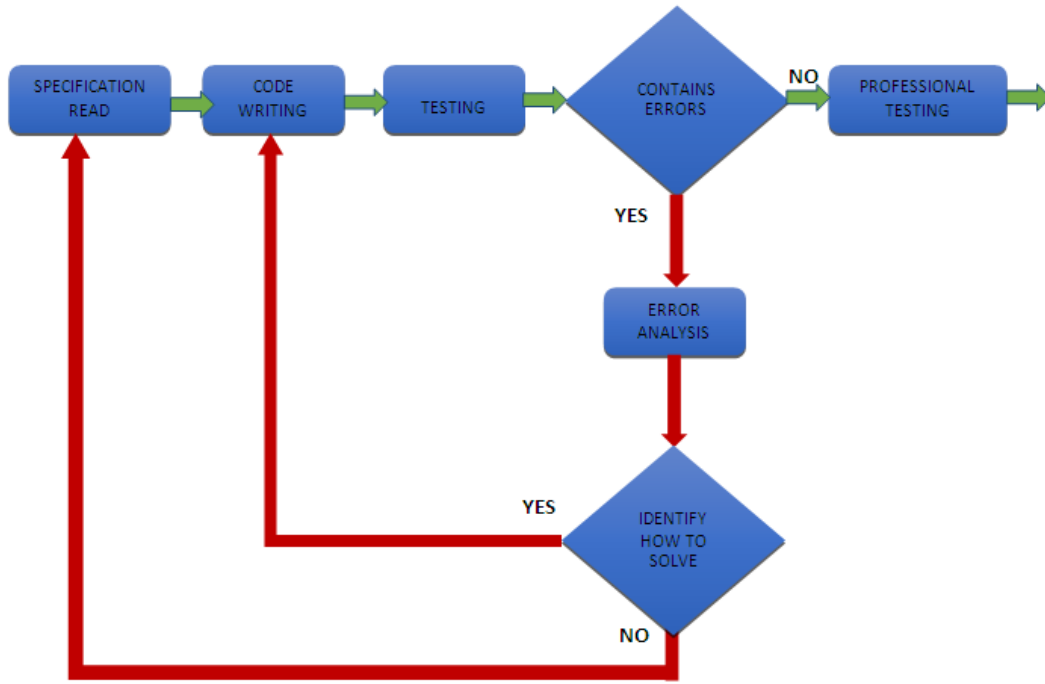 SPECIFICATION
READ
CODE
WRITING
TESTING
CONTAINS
ERRORS
NO
PROFESSIONAL
TESTING
YES
ERROR
ANALYSIS
YES
IDENTIFY
HOW TO
SOLVE
NO